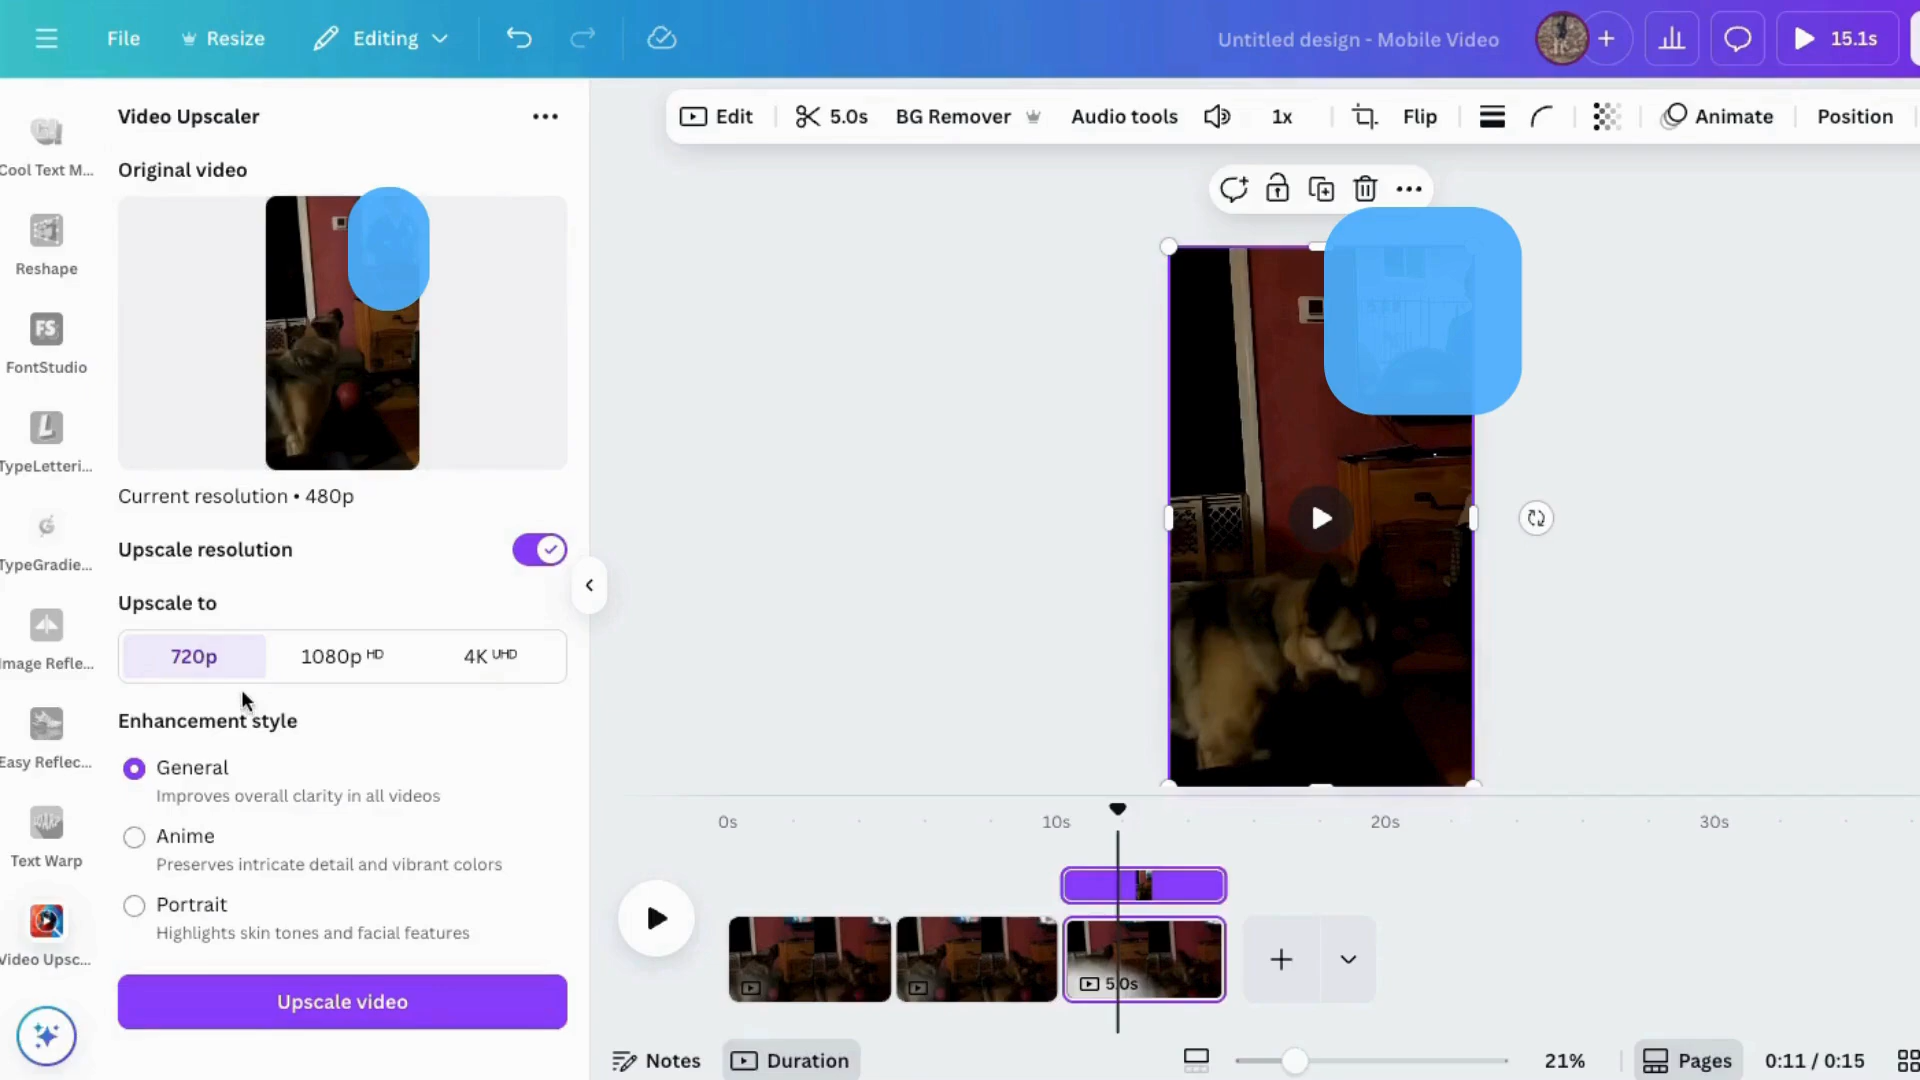 File
Resize
Editing
Untitled design - Mobile Video
15.1s
Cool Text M...
Reshape
FS
FontStudio
TypeLetteri...
TypeGradie...
Image Refle...
Easy Reflec...
Text Warp
Video Upsc...
Video Upscaler
Original video
Current resolution • 480p
Upscale resolution
Upscale to
720p
1080p HD
4K UHD
Enhancement style
General
Improves overall clarity in all videos
Anime
Preserves intricate detail and vibrant colors
Portrait
Highlights skin tones and facial features
Upscale video
Edit
5.0s
BG Remover
Audio tools
1x
Flip
Animate
Position
0s
10s
20s
30s
5.0s
Notes
Duration
21%
Pages
0:11 / 0:15